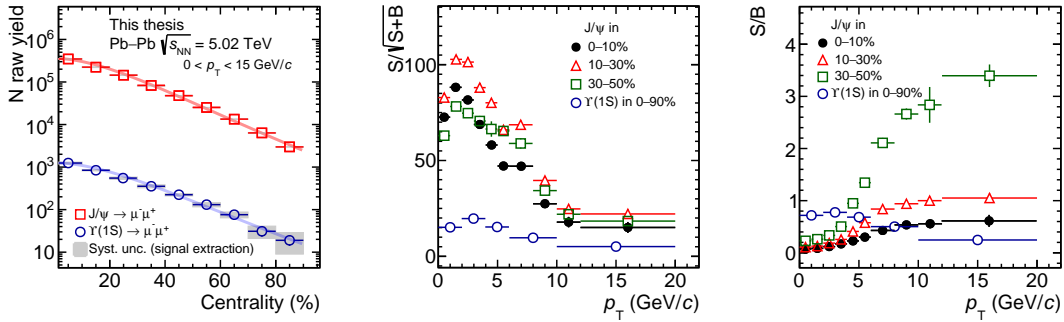 This thesis
Pb–Pb √s_NN = 5.02 TeV
0 < p_T < 15 GeV/c
N raw yield
10^6
10^5
10^4
10^3
10^2
10
J/ψ → μ⁻μ⁺
ϒ(1S) → μ⁻μ⁺
Syst. unc. (signal extraction)
0 20 40 60 80
Centrality (%)
S/√S+B
100
50
0
J/ψ in
0–10%
10–30%
30–50%
ϒ(1S) in 0–90%
0 5 10 15 20
p_T (GeV/c)
S/B
4
3
2
1
0
J/ψ in
0–10%
10–30%
30–50%
ϒ(1S) in 0–90%
0 5 10 15 20
p_T (GeV/c)